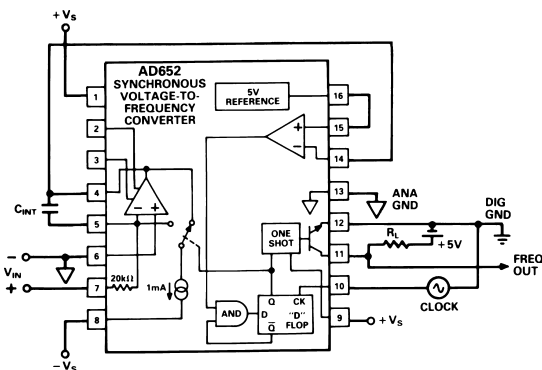 + VS
AD652
SYNCHRONOUS
VOLTAGE-TO-
FREQUENCY
CONVERTER
5V
REFERENCE
1
2
3
4
5
6
7
8
16
15
14
13
12
11
10
9
+
−
− +
CINT
−
VIN
+
20kΩ
1mA
− VS
ONE
SHOT
AND
Q CK
D "D"
FLOP
Q̅
ANA
GND
DIG
GND
RL
+5V
FREQ
OUT
CLOCK
+ VS